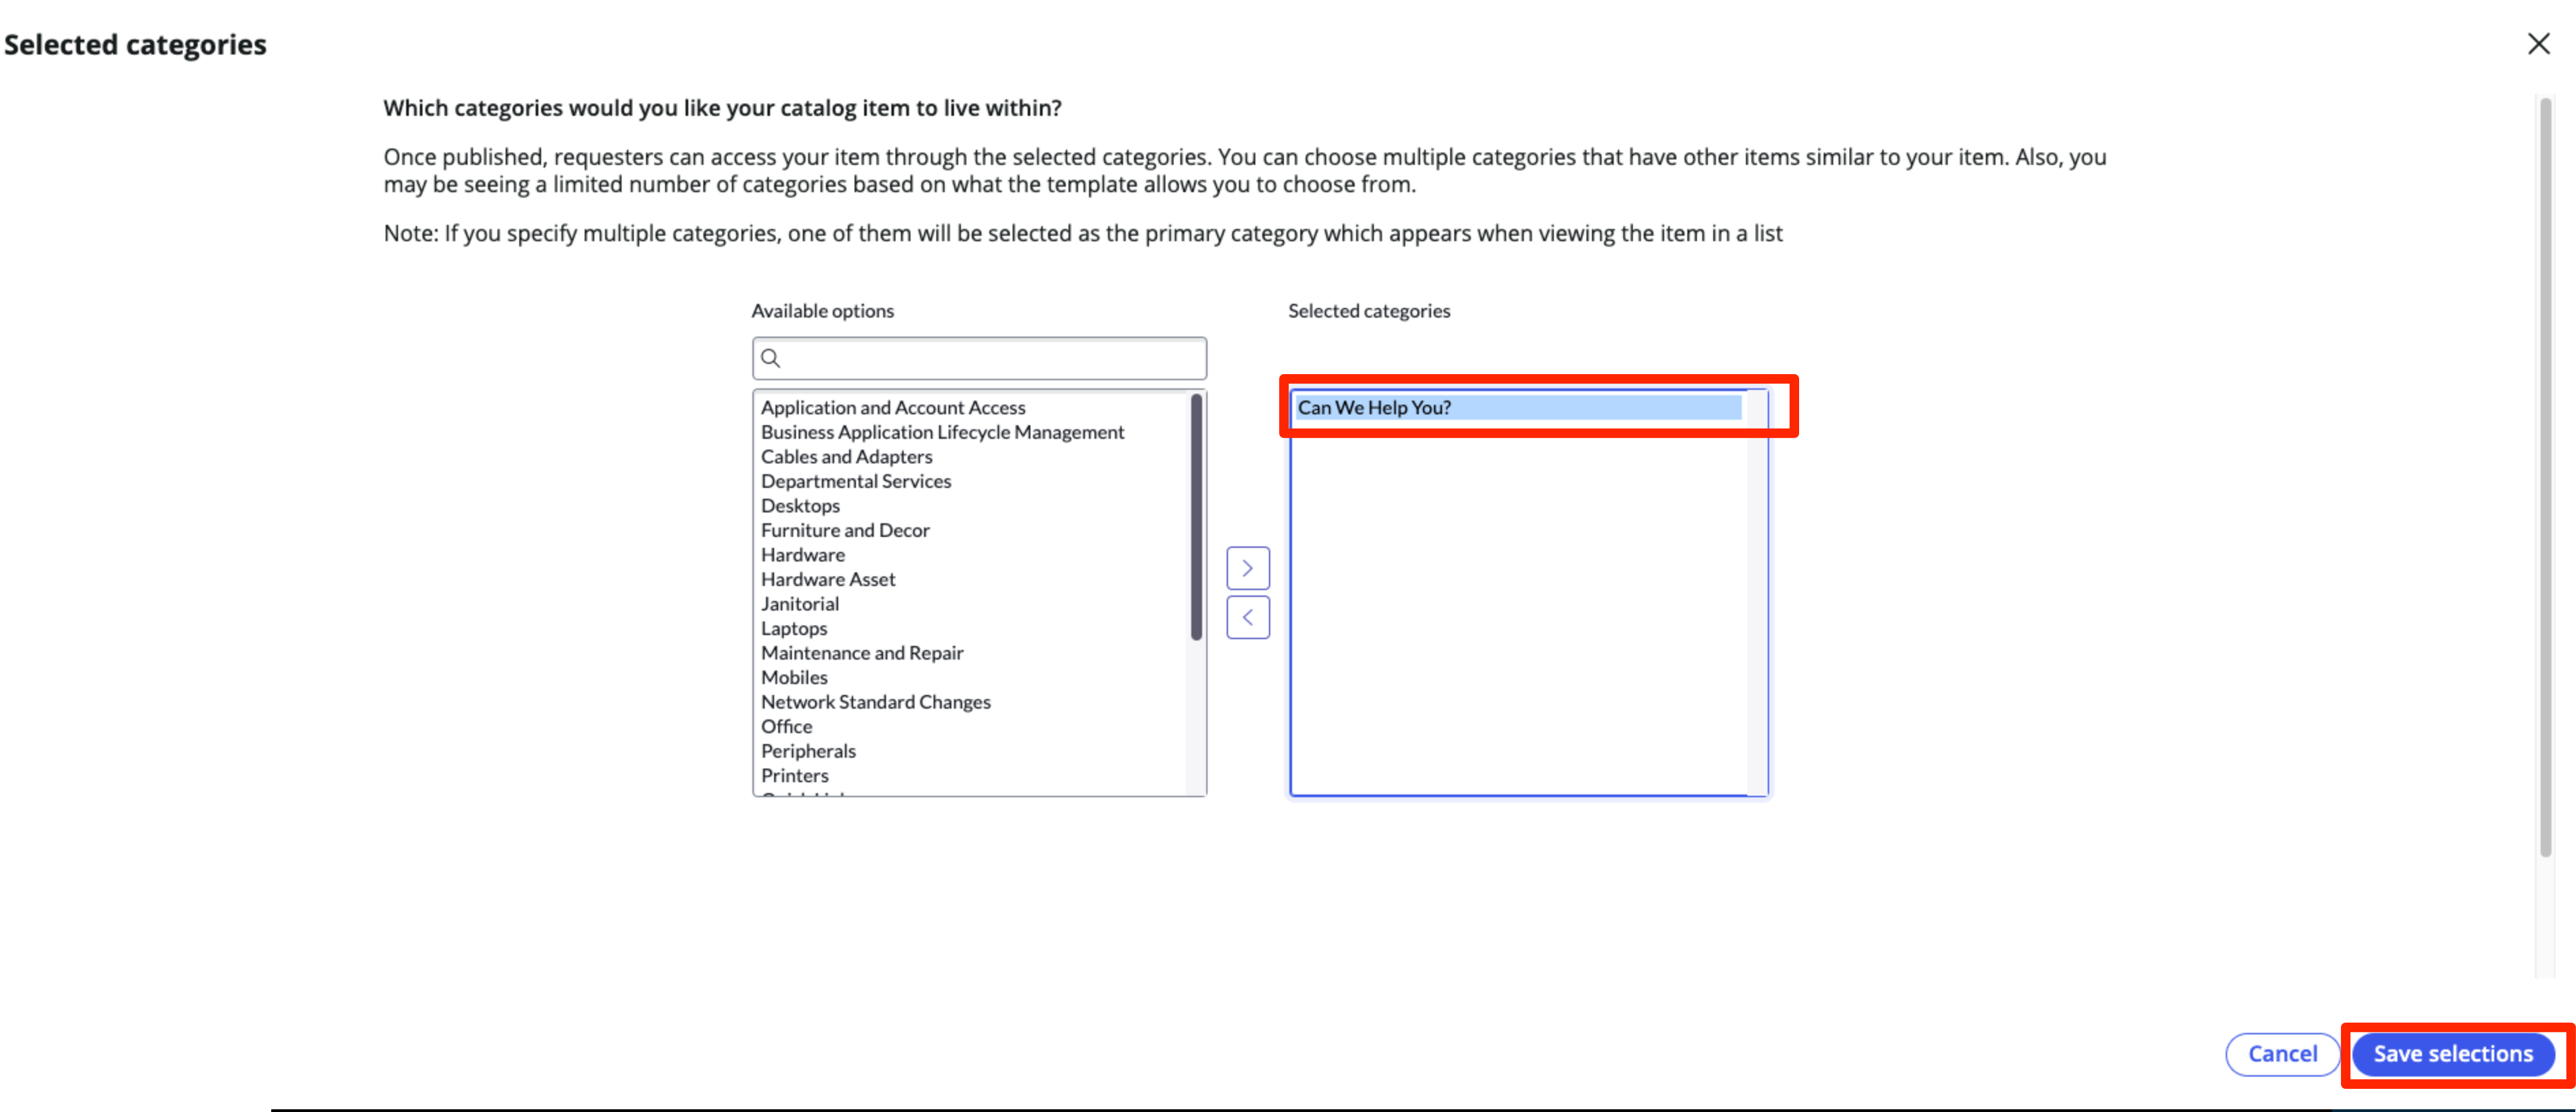 Selected categories
Which categories would you like your catalog item to live within?
Once published, requesters can access your item through the selected categories. You can choose multiple categories that have other items similar to your item. Also, you
may be seeing a limited number of categories based on what the template allows you to choose from.
Note: If you specify multiple categories, one of them will be selected as the primary category which appears when viewing the item in a list
Available options
Application and Account Access
Business Application Lifecycle Management
Cables and Adapters
Departmental Services
Desktops
Furniture and Decor
Hardware
Hardware Asset
Janitorial
Laptops
Maintenance and Repair
Mobiles
Network Standard Changes
Office
Peripherals
Printers
Selected categories
Can We Help You?
Cancel
Save selections